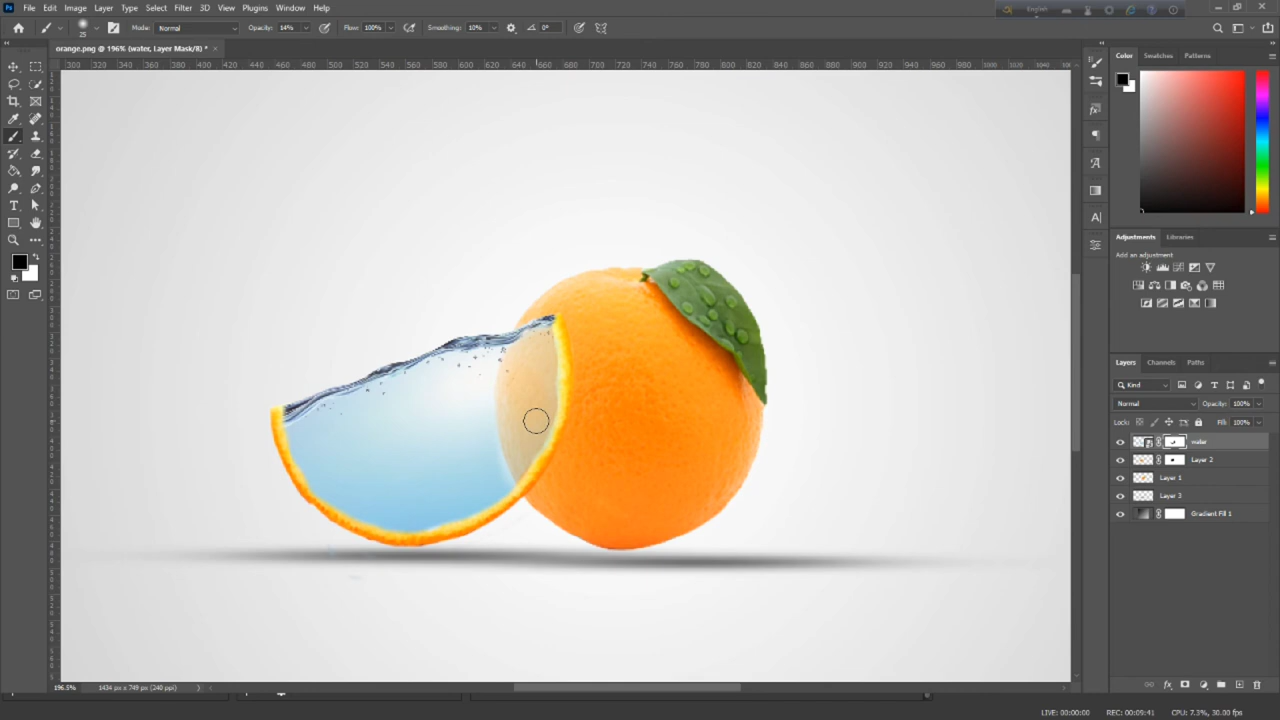 Ps File Edit Image Layer Type Select Filter 3D View Plugins Window Help
English
25 Mode: Normal Opacity: 14% Flow: 100% Smoothing: 10% 0°
orange.png @ 196% (water, Layer Mask/8) * ×
300 320 340 360 380 400 420 440 460 480 500 520 540 560 580 600 620 640 660 680 700 720 740 760 780 800 820 840 860 880 900 920 940 960 980 1000 1020 1040
Color Swatches Patterns
Adjustments Libraries
Add an adjustment
Layers Channels Paths
Kind
Normal Opacity: 100%
Lock: Fill: 100%
water
Layer 2
Layer 1
Layer 3
Gradient Fill 1
196.5% 1434 px x 749 px (240 ppi)
LIVE: 00:00:00 REC: 00:09:41 CPU: 7.3%, 30.00 fps